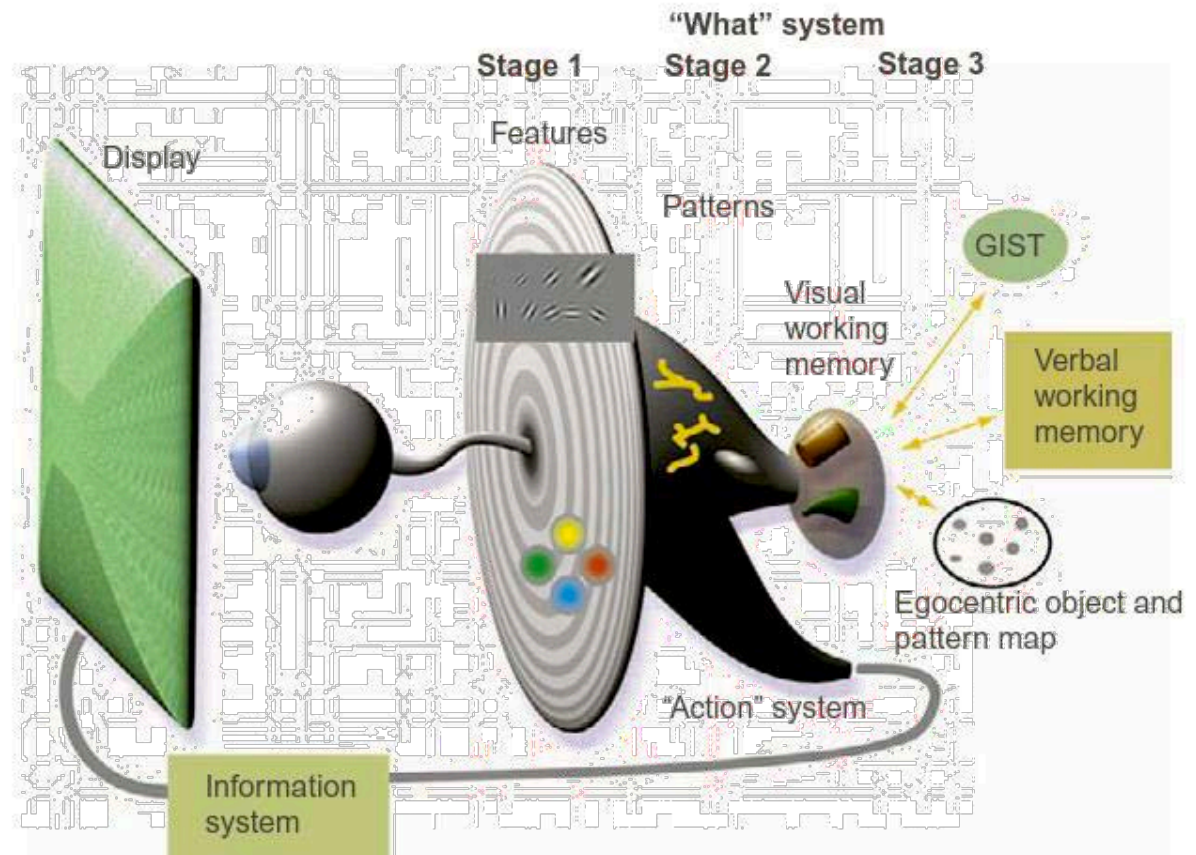 “What” system
Stage 1
Stage 2
Stage 3
Features
Display
Patterns
GIST
Visual
working
memory
Verbal
working
memory
Egocentric object and
pattern map
“Action” system
Information
system